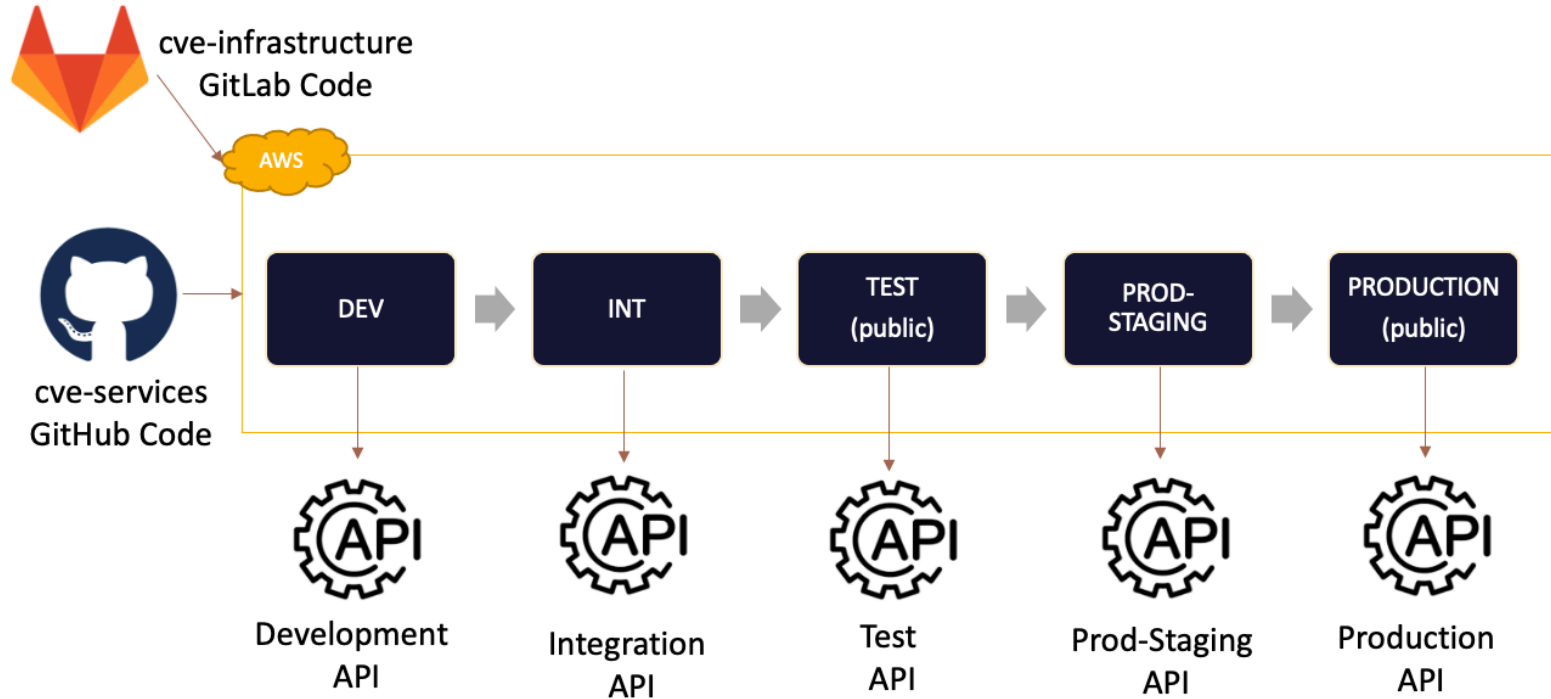 cve-infrastructure
GitLab Code
AWS
cve-services
GitHub Code
DEV
INT
TEST
(public)
PROD-
STAGING
PRODUCTION
(public)
API
API
API
API
API
Development
API
Integration
API
Test
API
Prod-Staging
API
Production
API